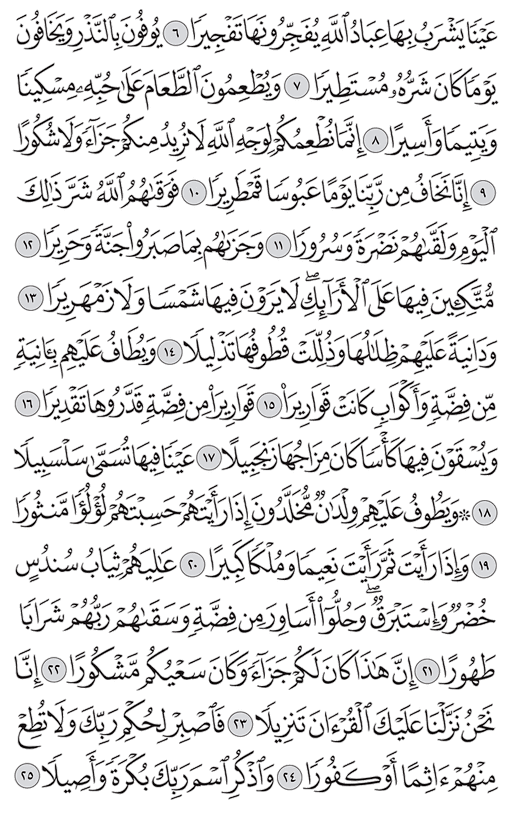 عَيْنًا يَشْرَبُ بِهَا عِبَادُ ٱللَّهِ يُفَجِّرُونَهَا تَفْجِيرًا ٦ يُوفُونَ بِٱلنَّذْرِ وَيَخَافُونَ
يَوْمًا كَانَ شَرُّهُۥ مُسْتَطِيرًا ٧ وَيُطْعِمُونَ ٱلطَّعَامَ عَلَىٰ حُبِّهِۦ مِسْكِينًا
وَيَتِيمًا وَأَسِيرًا ٨ إِنَّمَا نُطْعِمُكُمْ لِوَجْهِ ٱللَّهِ لَا نُرِيدُ مِنكُمْ جَزَآءً وَلَا شُكُورًا
٩ إِنَّا نَخَافُ مِن رَّبِّنَا يَوْمًا عَبُوسًا قَمْطَرِيرًا ١٠ فَوَقَىٰهُمُ ٱللَّهُ شَرَّ ذَٰلِكَ
ٱلْيَوْمِ وَلَقَّىٰهُمْ نَضْرَةً وَسُرُورًا ١١ وَجَزَىٰهُم بِمَا صَبَرُوا۟ جَنَّةً وَحَرِيرًا ١٢
مُّتَّكِـِٔينَ فِيهَا عَلَى ٱلْأَرَآئِكِ ۖ لَا يَرَوْنَ فِيهَا شَمْسًا وَلَا زَمْهَرِيرًا ١٣
وَدَانِيَةً عَلَيْهِمْ ظِلَٰلُهَا وَذُلِّلَتْ قُطُوفُهَا تَذْلِيلًا ١٤ وَيُطَافُ عَلَيْهِم بِـَٔانِيَةٍ
مِّن فِضَّةٍ وَأَكْوَابٍ كَانَتْ قَوَارِيرَا۠ ١٥ قَوَارِيرَا۟ مِن فِضَّةٍ قَدَّرُوهَا تَقْدِيرًا ١٦
وَيُسْقَوْنَ فِيهَا كَأْسًا كَانَ مِزَاجُهَا زَنجَبِيلًا ١٧ عَيْنًا فِيهَا تُسَمَّىٰ سَلْسَبِيلًا
١٨ ۞ وَيَطُوفُ عَلَيْهِمْ وِلْدَٰنٌ مُّخَلَّدُونَ إِذَا رَأَيْتَهُمْ حَسِبْتَهُمْ لُؤْلُؤًا مَّنثُورًا
١٩ وَإِذَا رَأَيْتَ ثَمَّ رَأَيْتَ نَعِيمًا وَمُلْكًا كَبِيرًا ٢٠ عَٰلِيَهُمْ ثِيَابُ سُندُسٍ
خُضْرٌ وَإِسْتَبْرَقٌ ۖ وَحُلُّوٓا۟ أَسَاوِرَ مِن فِضَّةٍ وَسَقَىٰهُمْ رَبُّهُمْ شَرَابًا
طَهُورًا ٢١ إِنَّ هَٰذَا كَانَ لَكُمْ جَزَآءً وَكَانَ سَعْيُكُم مَّشْكُورًا ٢٢ إِنَّا
نَحْنُ نَزَّلْنَا عَلَيْكَ ٱلْقُرْءَانَ تَنزِيلًا ٢٣ فَٱصْبِرْ لِحُكْمِ رَبِّكَ وَلَا تُطِعْ
مِنْهُمْ ءَاثِمًا أَوْ كَفُورًا ٢٤ وَٱذْكُرِ ٱسْمَ رَبِّكَ بُكْرَةً وَأَصِيلًا ٢٥